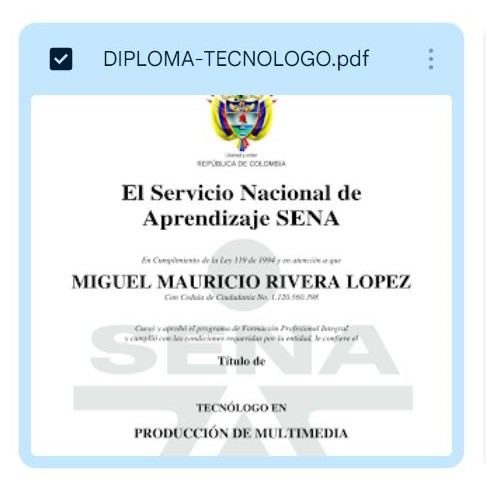 DIPLOMA-TECNOLOGO.pdf
Libertad y orden
REPÚBLICA DE COLOMBIA
El Servicio Nacional de
Aprendizaje SENA
En Cumplimiento de la Ley 119 de 1994 y en atención a que
MIGUEL MAURICIO RIVERA LOPEZ
Con Cedula de Ciudadania No. 1.120.560.398
Cursó y aprobó el programa de Formación Profesional Integral
y cumplió con las condiciones requeridas por la entidad, le confiere el
SENA
Título de
TECNÓLOGO EN
PRODUCCIÓN DE MULTIMEDIA